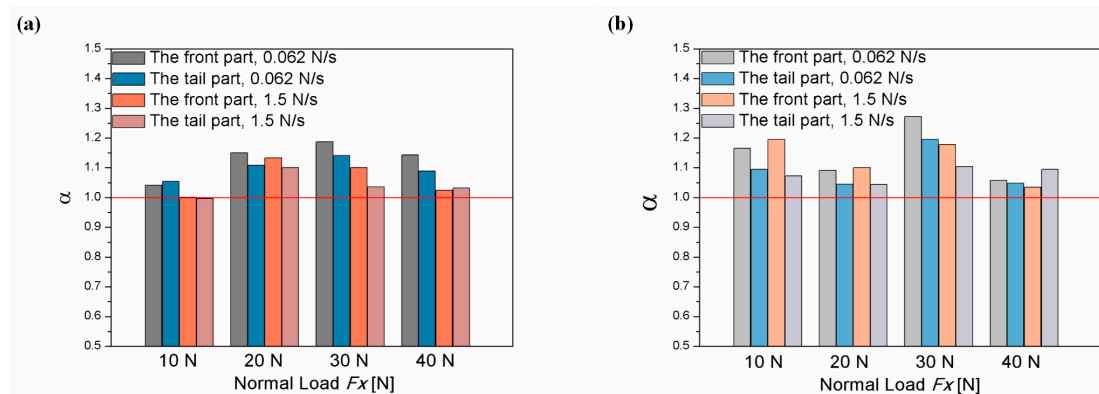 (a)
1.5
1.4
1.3
1.2
1.1
1.0
0.9
0.8
0.7
0.6
0.5
α
The front part, 0.062 N/s
The tail part, 0.062 N/s
The front part, 1.5 N/s
The tail part, 1.5 N/s
10 N 20 N 30 N 40 N
Normal Load Fx [N]
(b)
1.5
1.4
1.3
1.2
1.1
1.0
0.9
0.8
0.7
0.6
0.5
α
The front part, 0.062 N/s
The tail part, 0.062 N/s
The front part, 1.5 N/s
The tail part, 1.5 N/s
10 N 20 N 30 N 40 N
Normal Load Fx [N]